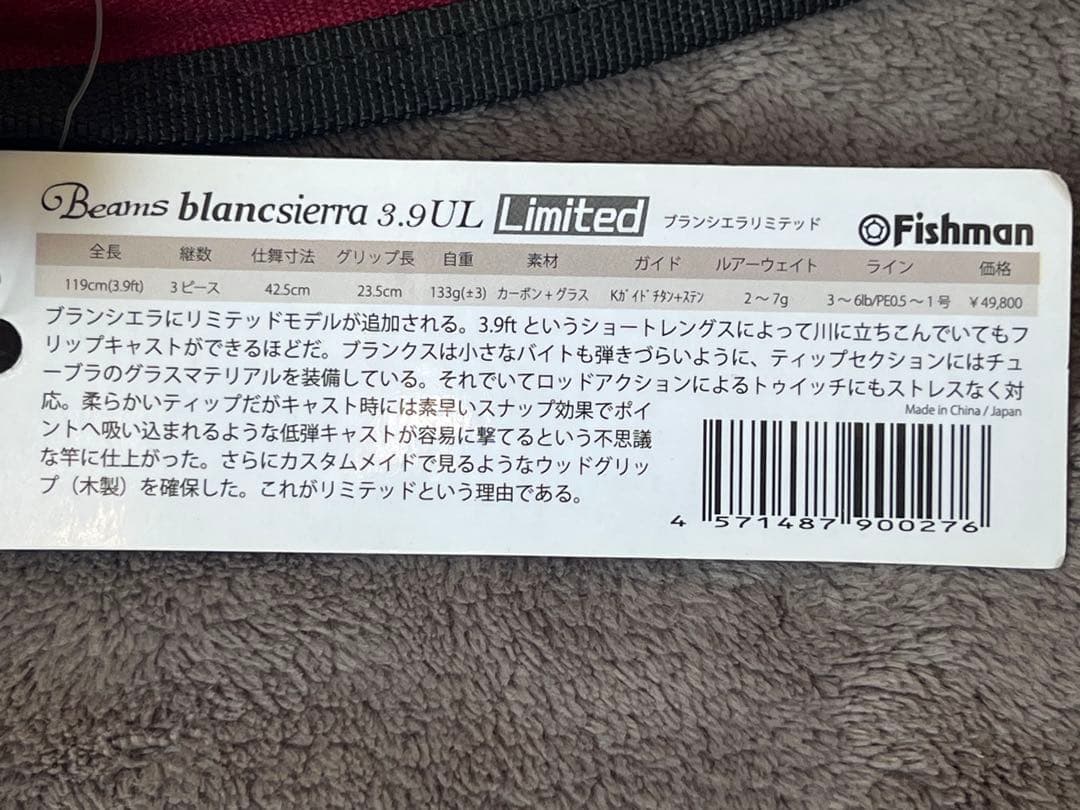 Beams blancsierra 3.9UL Limited ブランシエラリミテッド Fishman
全長 継数 仕舞寸法 グリップ長 自重 素材 ガイド ルアーウェイト ライン 価格
119cm(3.9ft) 3ピース 42.5cm 23.5cm 133g(±3) カーボン+グラス Kガイドチタン+ステン 2〜7g 3〜6lb/PE0.5〜1号 ¥49,800
ブランシエラにリミテッドモデルが追加される。3.9ft というショートレングスによって川に立ちこんでいてもフ
リップキャストができるほどだ。ブランクスは小さなバイトも弾きづらいように、ティップセクションにはチュ
ーブラのグラスマテリアルを装備している。それでいてロッドアクションによるトゥイッチにもストレスなく対
応。柔らかいティップだがキャスト時には素早いスナップ効果でポイ
ントへ吸い込まれるような低弾キャストが容易に撃てるという不思議
な竿に仕上がった。さらにカスタムメイドで見るようなウッドグリッ
プ（木製）を確保した。これがリミテッドという理由である。
Made in China / Japan
4 571487 900276